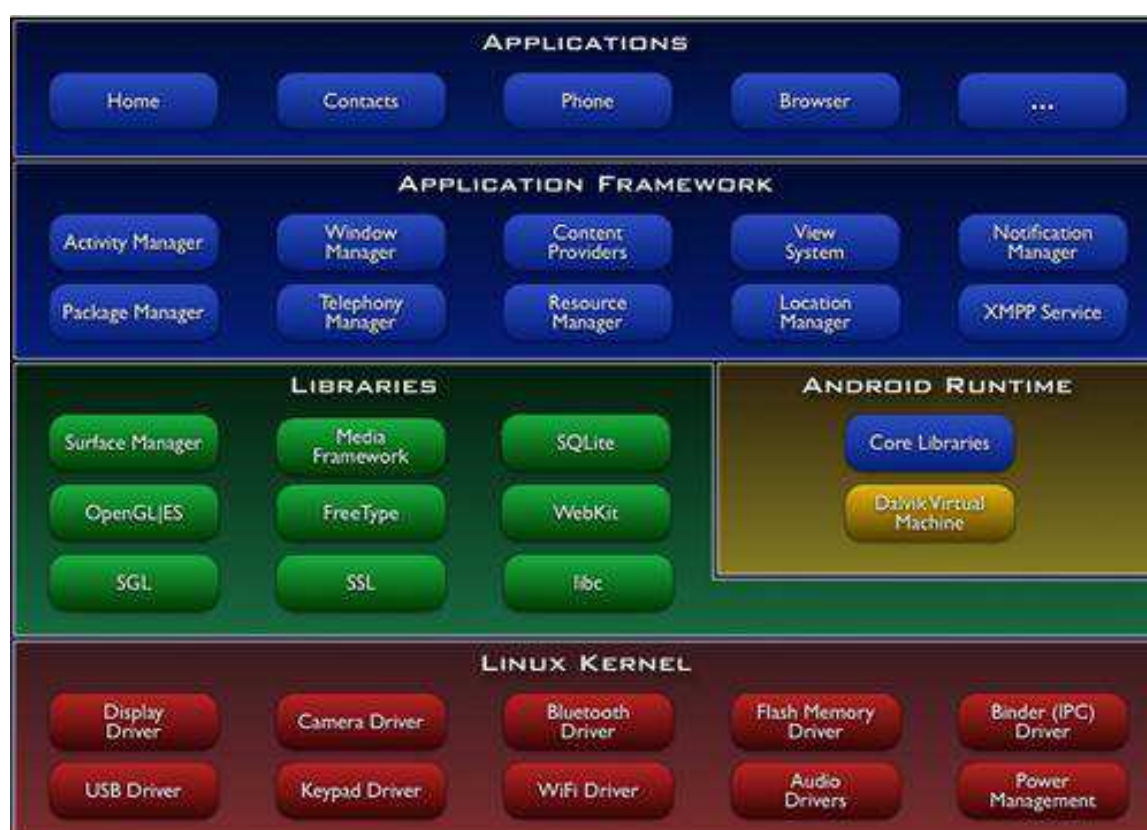 APPLICATIONS
Home
Contacts
Phone
Browser
...
APPLICATION FRAMEWORK
Activity Manager
Window
Manager
Content
Providers
View
System
Notification
Manager
Package Manager
Telephony
Manager
Resource
Manager
Location
Manager
XMPP Service
LIBRARIES
Surface Manager
Media
Framework
SQLite
OpenGL|ES
FreeType
WebKit
SGL
SSL
libc
ANDROID RUNTIME
Core Libraries
Dalvik Virtual
Machine
LINUX KERNEL
Display
Driver
Camera Driver
Bluetooth
Driver
Flash Memory
Driver
Binder (IPC)
Driver
USB Driver
Keypad Driver
WiFi Driver
Audio
Drivers
Power
Management